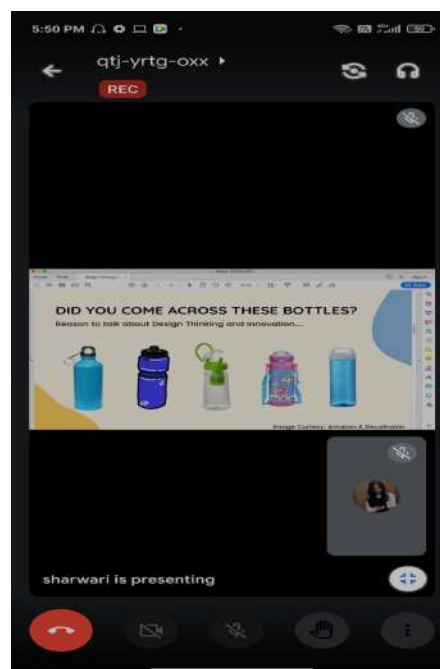 5:50 PM
qtj-yrtg-oxx
REC
DID YOU COME ACROSS THESE BOTTLES?
Reason to talk about Design Thinking and Innovation...
Image Curtesy: Amazon & Decathalon
sharwari is presenting